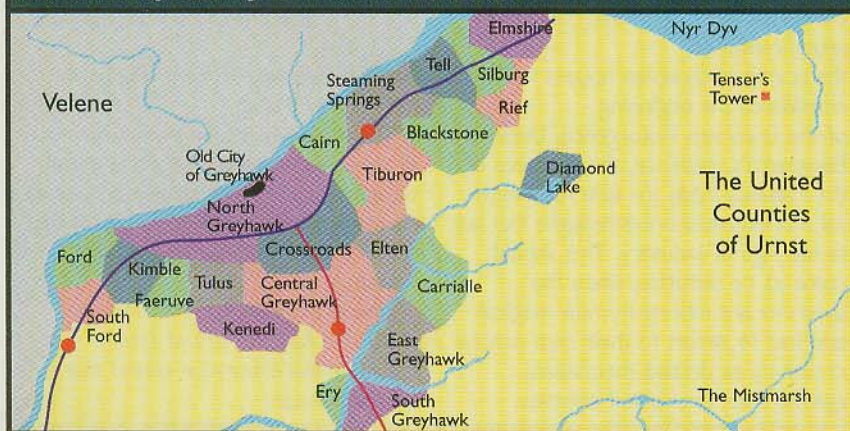 Elmshire
Nyr Dyv
Tell
Silburg
Steaming
Springs
Tenser's
Tower
Velene
Rief
Blackstone
Cairn
Old City
of Greyhawk
Tiburon
Diamond
Lake
The United
Counties
of Urnst
North
Greyhawk
Ford
Crossroads
Elten
Kimble
Tulus
Central
Greyhawk
Carrialle
Faeruve
South
Ford
Kenedi
East
Greyhawk
Ery
South
Greyhawk
The Mistmarsh